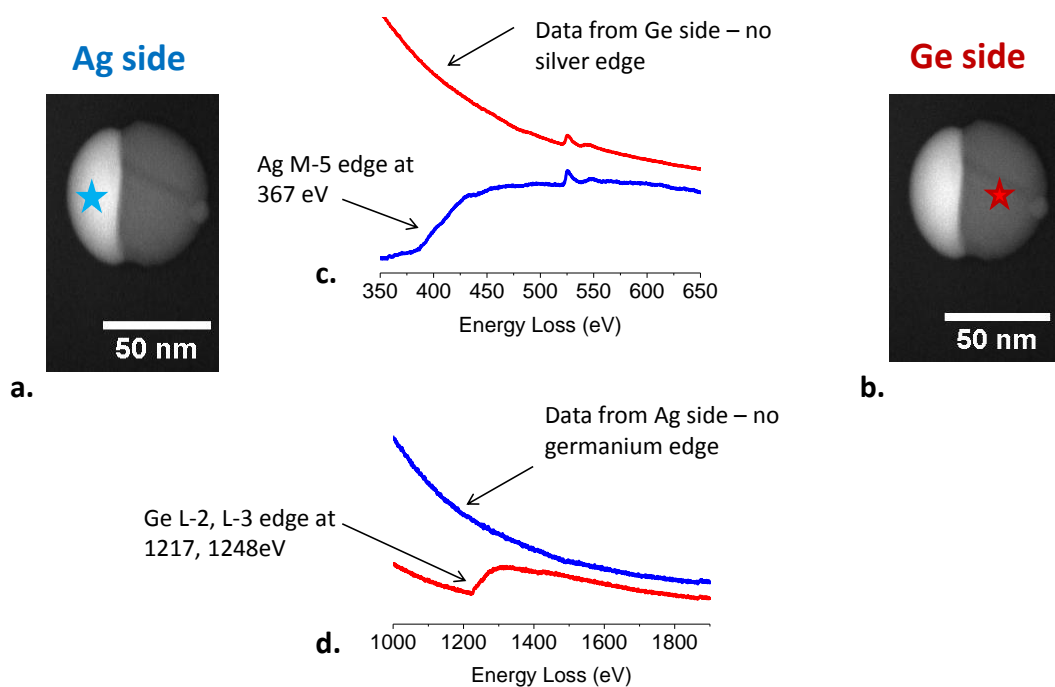 Ag side
50 nm
a.
Data from Ge side – no
silver edge
Ag M-5 edge at
367 eV
c.
350 400 450 500 550 600 650
Energy Loss (eV)
Ge side
50 nm
b.
Data from Ag side – no
germanium edge
Ge L-2, L-3 edge at
1217, 1248eV
d.
1000 1200 1400 1600 1800
Energy Loss (eV)